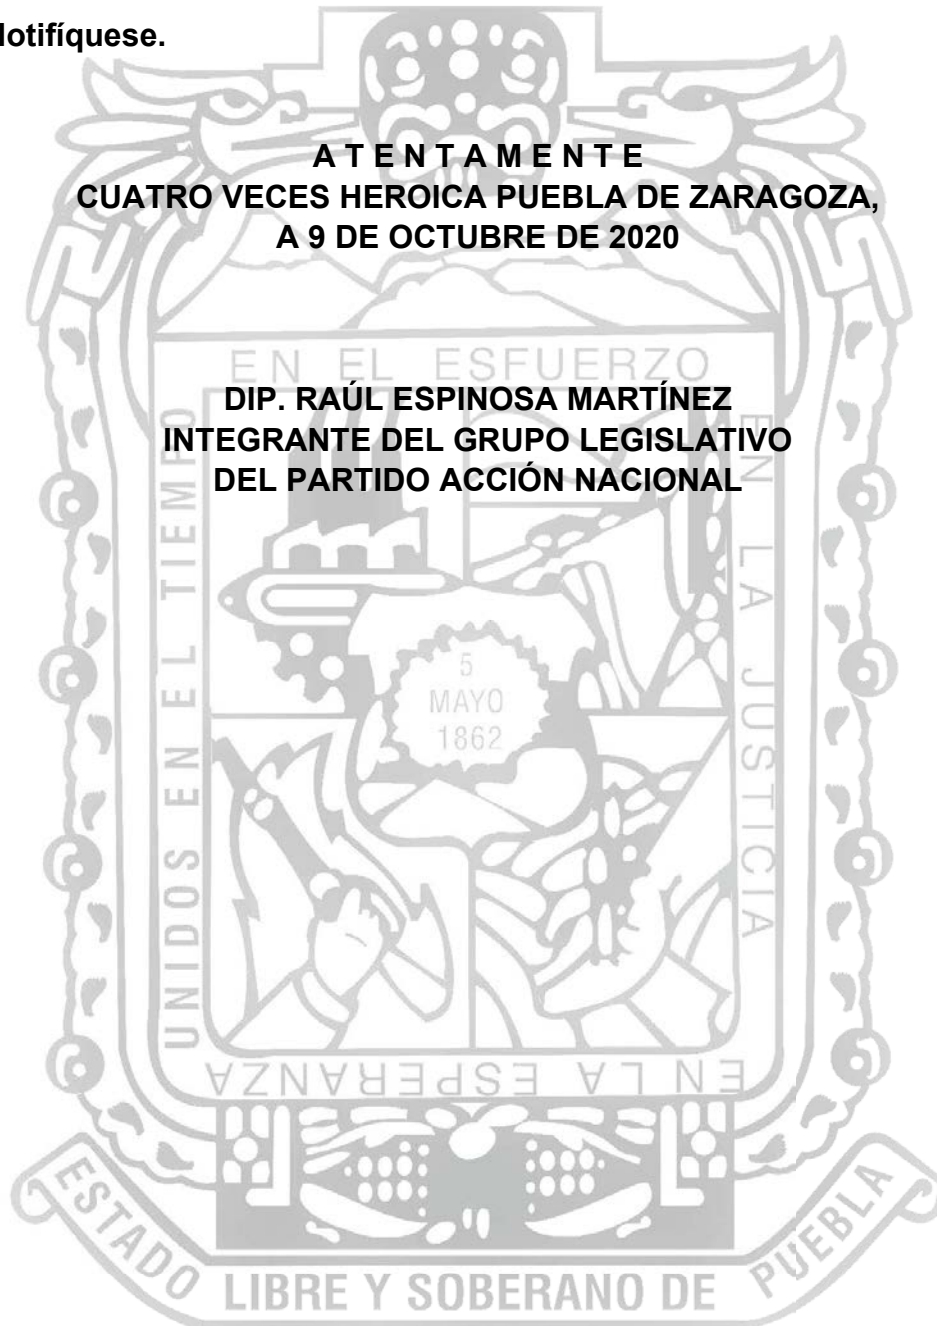 Notifíquese.
A T E N T A M E N T E
CUATRO VECES HEROICA PUEBLA DE ZARAGOZA,
A 9 DE OCTUBRE DE 2020
EN EL ESFUERZO
DIP. RAÚL ESPINOSA MARTÍNEZ
INTEGRANTE DEL GRUPO LEGISLATIVO
DEL PARTIDO ACCIÓN NACIONAL
EN LA JUSTICIA
UNIDOS EN EL TIEMPO
5
MAYO
1862
EN LA ESPERANZA
ESTADO LIBRE Y SOBERANO DE PUEBLA